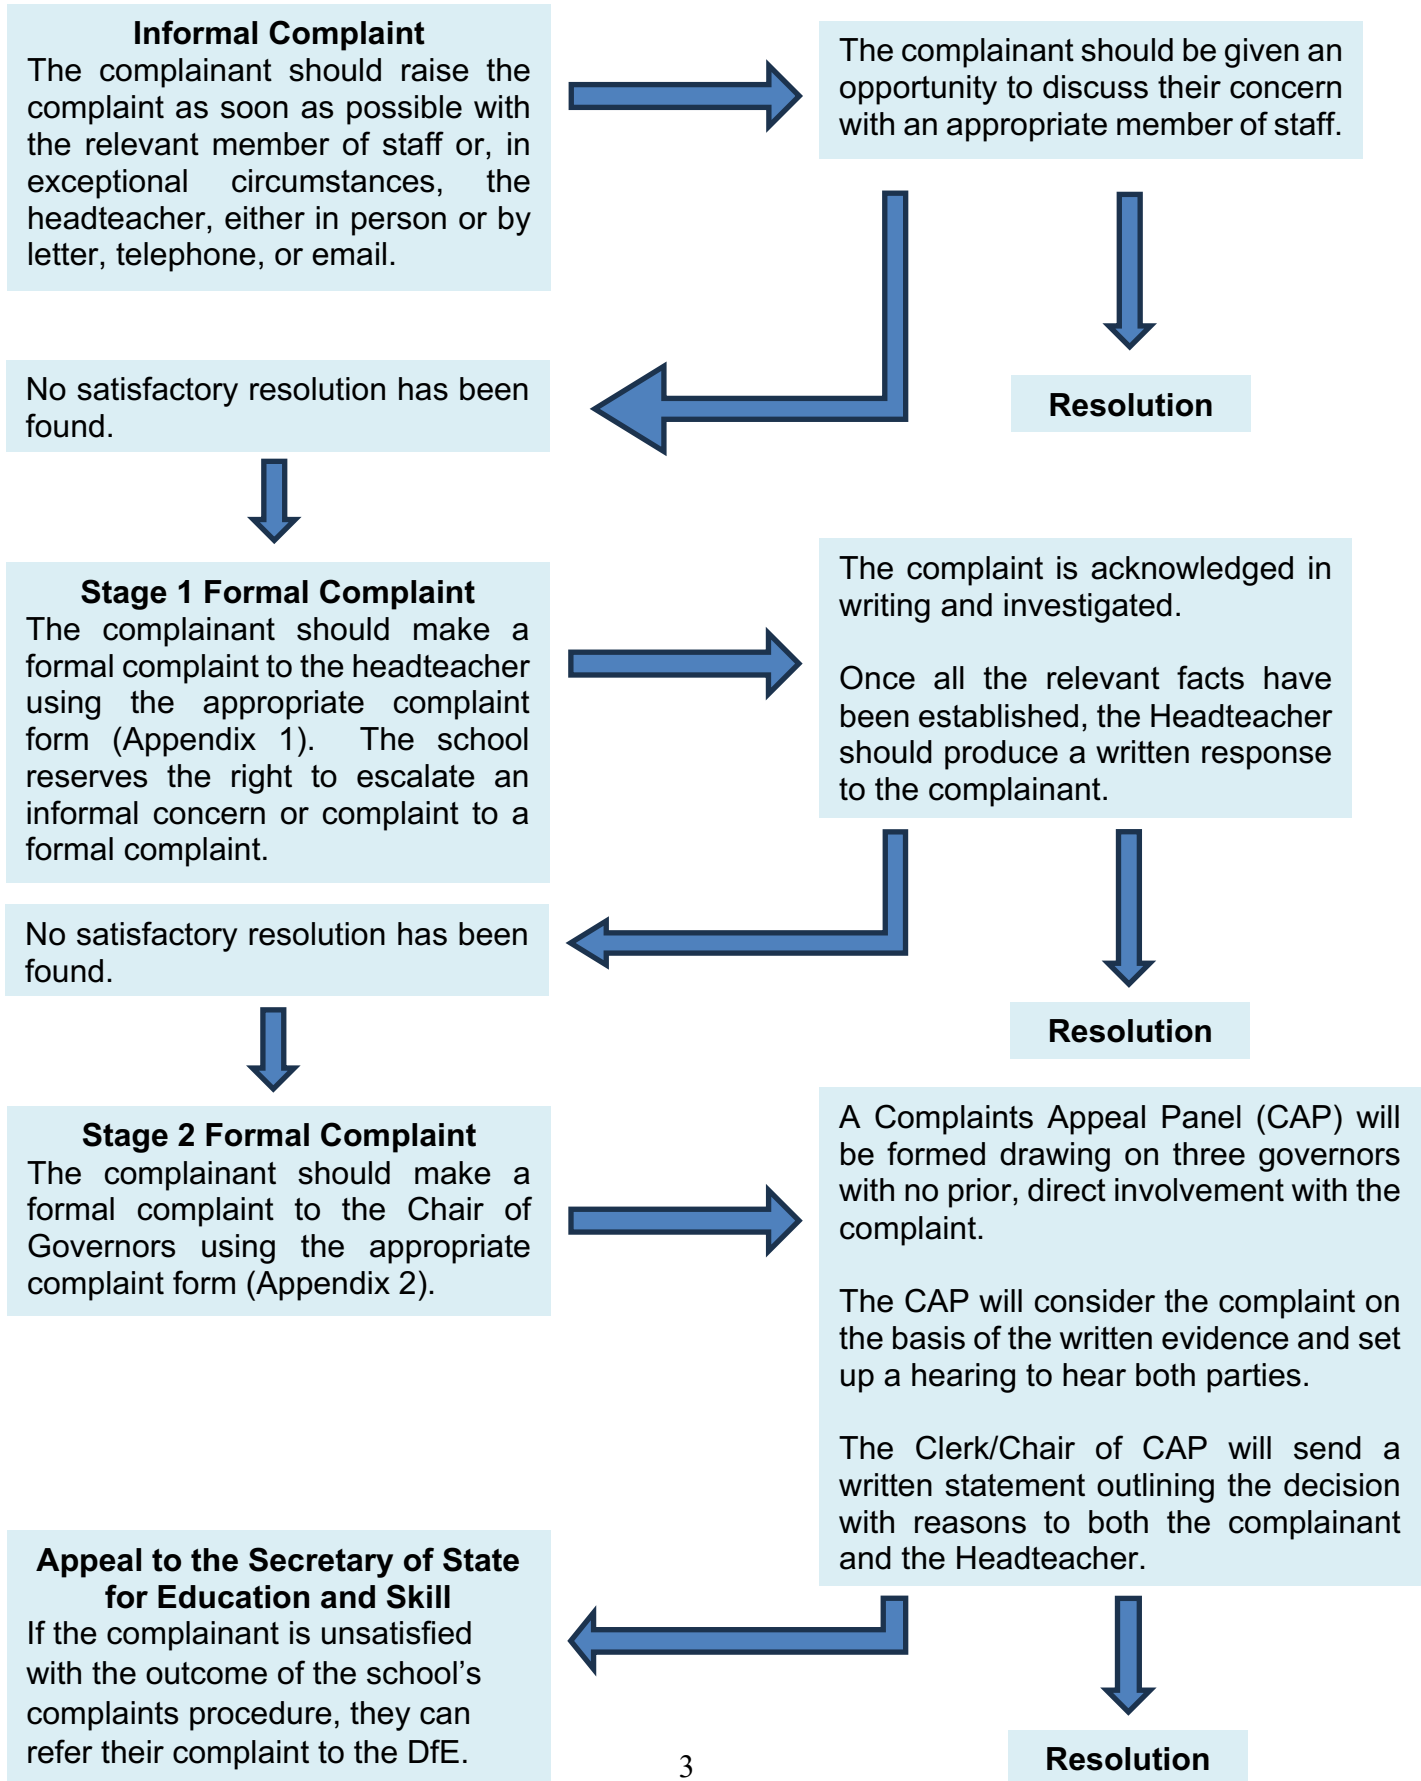 Informal Complaint
The complainant should raise the
complaint as soon as possible with
the relevant member of staff or, in
exceptional circumstances, the
headteacher, either in person or by
letter, telephone, or email.
The complainant should be given an
opportunity to discuss their concern
with an appropriate member of staff.
No satisfactory resolution has been
found.
Resolution
Stage 1 Formal Complaint
The complainant should make a
formal complaint to the headteacher
using the appropriate complaint
form (Appendix 1). The school
reserves the right to escalate an
informal concern or complaint to a
formal complaint.
The complaint is acknowledged in
writing and investigated.
Once all the relevant facts have
been established, the Headteacher
should produce a written response
to the complainant.
No satisfactory resolution has been
found.
Resolution
Stage 2 Formal Complaint
The complainant should make a
formal complaint to the Chair of
Governors using the appropriate
complaint form (Appendix 2).
A Complaints Appeal Panel (CAP) will
be formed drawing on three governors
with no prior, direct involvement with the
complaint.
The CAP will consider the complaint on
the basis of the written evidence and set
up a hearing to hear both parties.
The Clerk/Chair of CAP will send a
written statement outlining the decision
with reasons to both the complainant
and the Headteacher.
Appeal to the Secretary of State
for Education and Skill
If the complainant is unsatisfied
with the outcome of the school’s
complaints procedure, they can
refer their complaint to the DfE.
Resolution
3